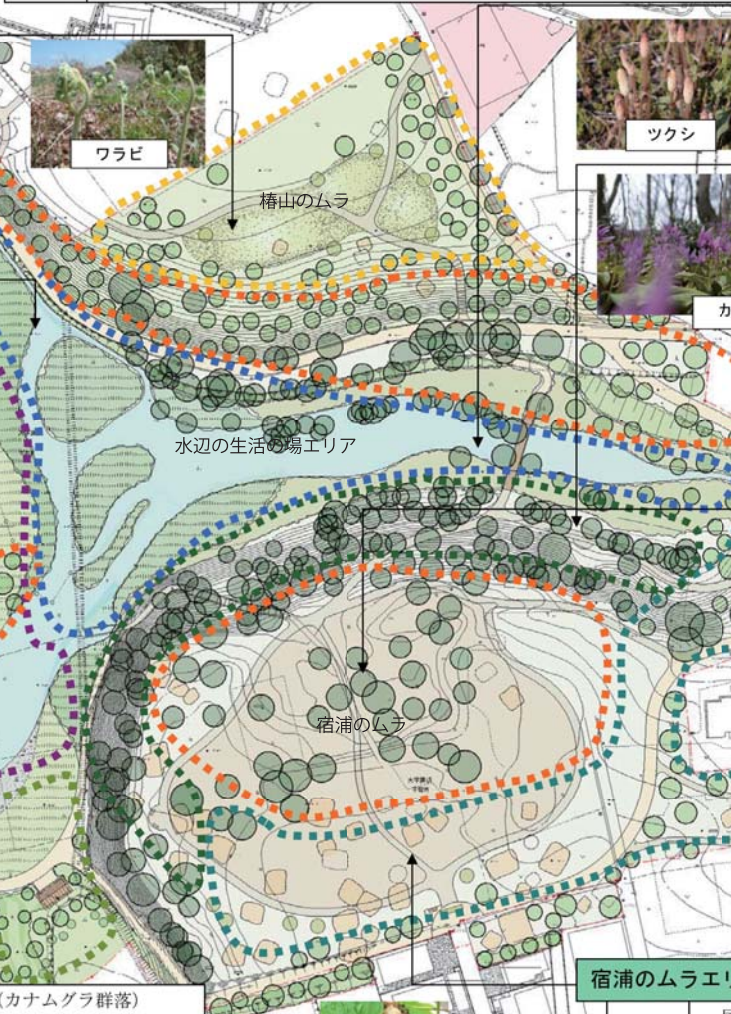 ワラビ
ツクシ
椿山のムラ
カ
水辺の生活の場エリア
宿浦のムラ
宿浦のムラエリ
(カナムグラ群落)